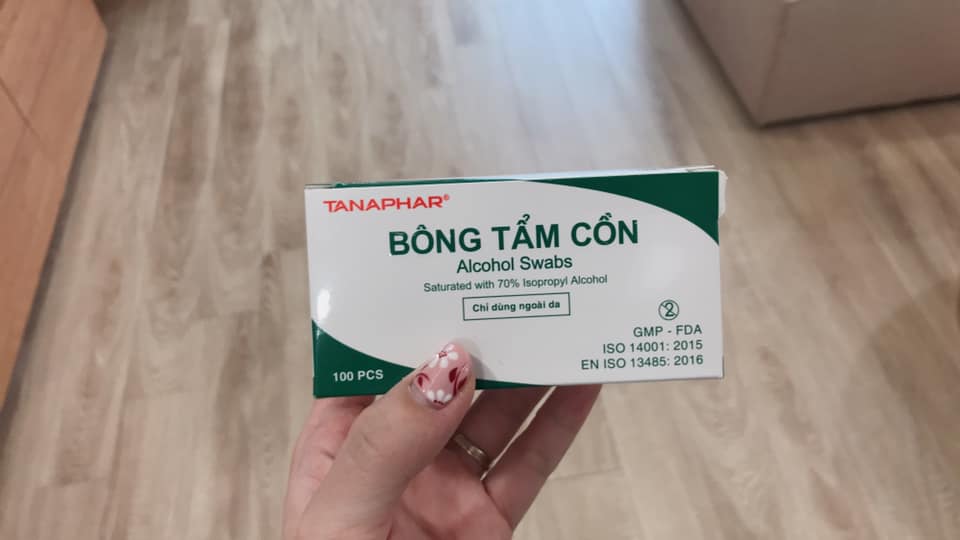 TANAPHAR®
BÔNG TẨM CỒN
Alcohol Swabs
Saturated with 70% Isopropyl Alcohol
Chỉ dùng ngoài da
2
GMP - FDA
ISO 14001: 2015
EN ISO 13485: 2016
100 PCS